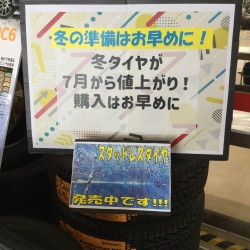 冬の準備はお早めに!
冬タイヤが
7月から値上がり!
購入はお早めに
スタッドレスタイヤ
発売中です!!!